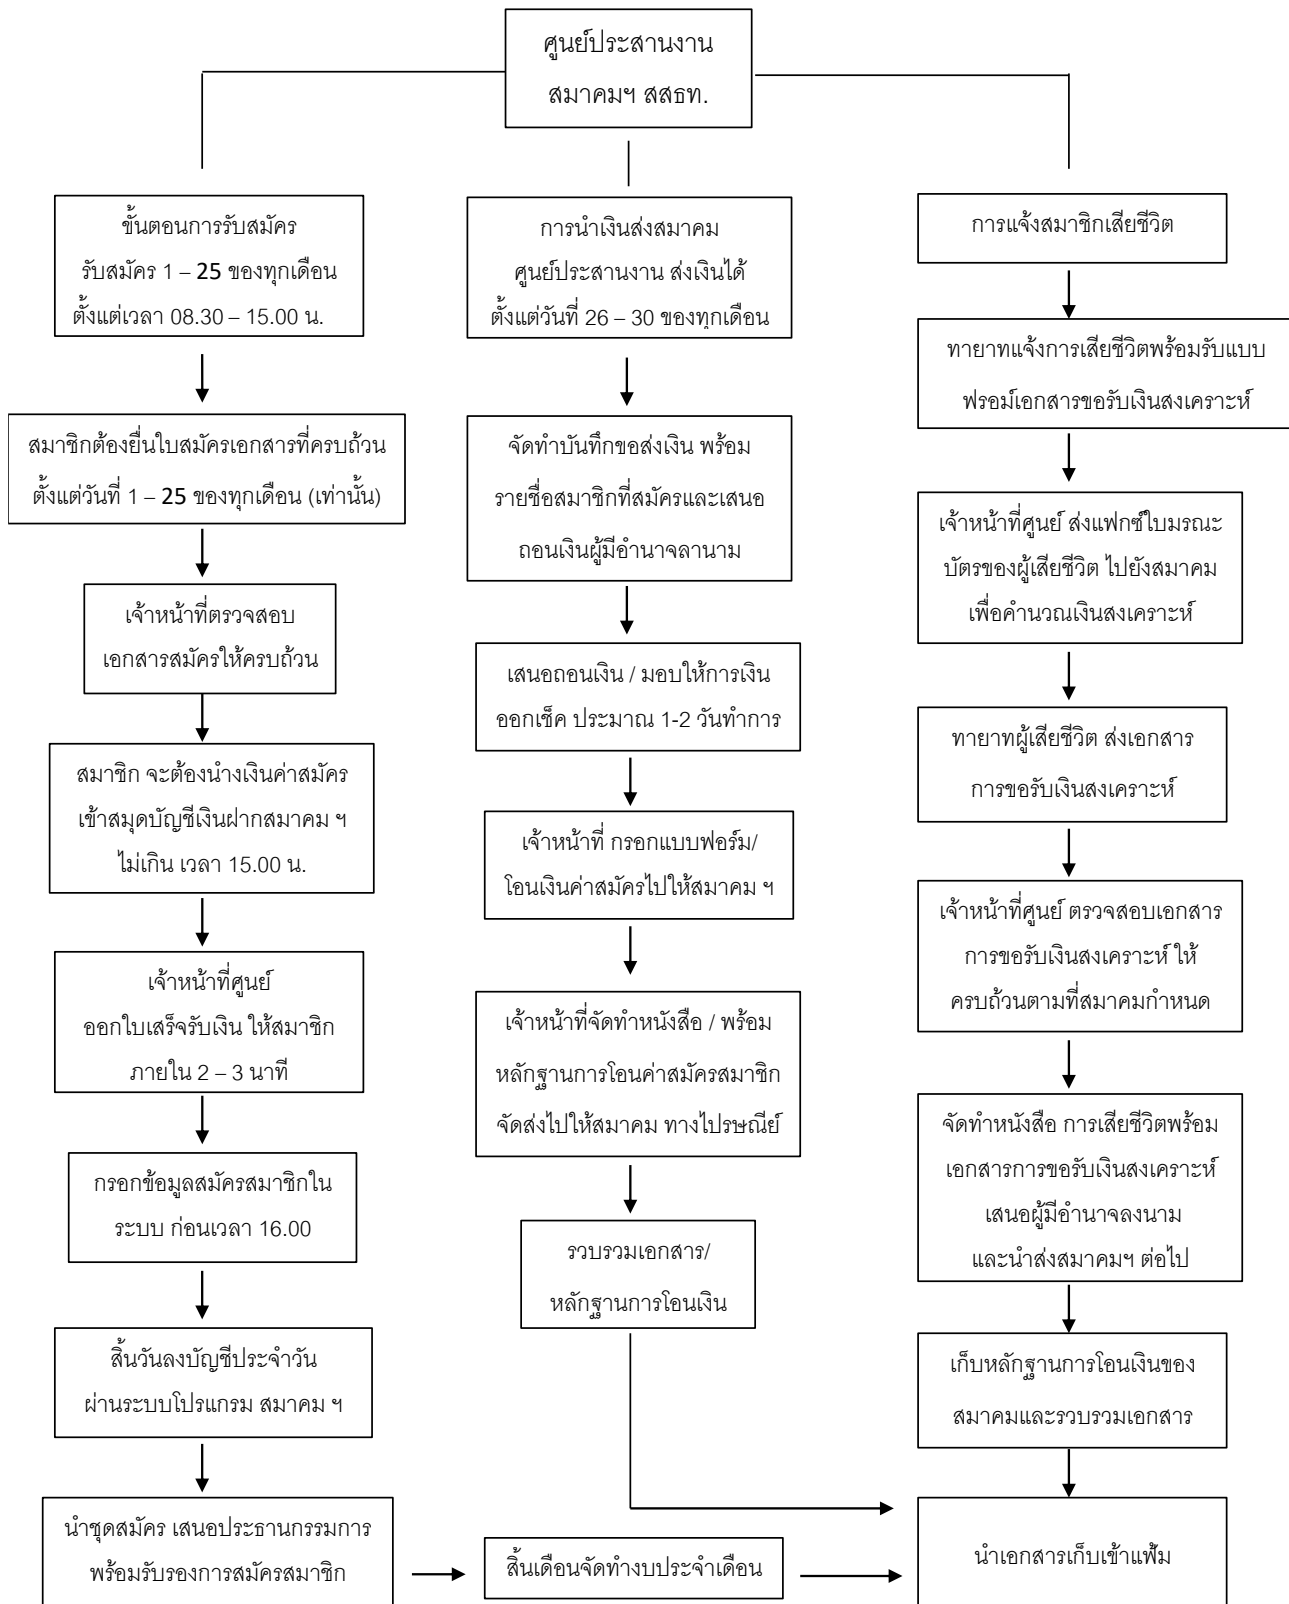 ศูนย์ประสานงาน
สมาคมฯ สสธท.
ขั้นตอนการรับสมัคร
รับสมัคร 1 – 25 ของทุกเดือน
ตั้งแต่เวลา 08.30 – 15.00 น.
สมาชิกต้องยื่นใบสมัครเอกสารที่ครบถ้วน
ตั้งแต่วันที่ 1 – 25 ของทุกเดือน (เท่านั้น)
เจ้าหน้าที่ตรวจสอบ
เอกสารสมัครให้ครบถ้วน
สมาชิก จะต้องนำงเงินค่าสมัคร
เข้าสมุดบัญชีเงินฝากสมาคม ฯ
ไม่เกิน เวลา 15.00 น.
เจ้าหน้าที่ศูนย์
ออกใบเสร็จรับเงิน ให้สมาชิก
ภายใน 2 – 3 นาที
กรอกข้อมูลสมัครสมาชิกใน
ระบบ ก่อนเวลา 16.00
สิ้นวันลงบัญชีประจำวัน
ผ่านระบบโปรแกรม สมาคม ฯ
นำชุดสมัคร เสนอประธานกรรมการ
พร้อมรับรองการสมัครสมาชิก
การนำเงินส่งสมาคม
ศูนย์ประสานงาน ส่งเงินได้
ตั้งแต่วันที่ 26 – 30 ของทุกเดือน
จัดทำบันทึกขอส่งเงิน พร้อม
รายชื่อสมาชิกที่สมัครและเสนอ
ถอนเงินผู้มีอำนาจลานาม
เสนอถอนเงิน / มอบให้การเงิน
ออกเช็ค ประมาณ 1-2 วันทำการ
เจ้าหน้าที่ กรอกแบบฟอร์ม/
โอนเงินค่าสมัครไปให้สมาคม ฯ
เจ้าหน้าที่จัดทำหนังสือ / พร้อม
หลักฐานการโอนค่าสมัครสมาชิก
จัดส่งไปให้สมาคม ทางไปรษณีย์
รวบรวมเอกสาร/
หลักฐานการโอนเงิน
สิ้นเดือนจัดทำงบประจำเดือน
การแจ้งสมาชิกเสียชีวิต
ทายาทแจ้งการเสียชีวิตพร้อมรับแบบ
ฟรอม์เอกสารขอรับเงินสงเคราะห์
เจ้าหน้าที่ศูนย์ ส่งแฟกซ์ใบมรณะ
บัตรของผู้เสียชีวิต ไปยังสมาคม
เพื่อคำนวณเงินสงเคราะห์
ทายาทผู้เสียชีวิต ส่งเอกสาร
การขอรับเงินสงเคราะห์
เจ้าหน้าที่ศูนย์ ตรวจสอบเอกสาร
การขอรับเงินสงเคราะห์ ให้
ครบถ้วนตามที่สมาคมกำหนด
จัดทำหนังสือ การเสียชีวิตพร้อม
เอกสารการขอรับเงินสงเคราะห์
เสนอผู้มีอำนาจลงนาม
และนำส่งสมาคมฯ ต่อไป
เก็บหลักฐานการโอนเงินของ
สมาคมและรวบรวมเอกสาร
นำเอกสารเก็บเข้าแฟ้ม